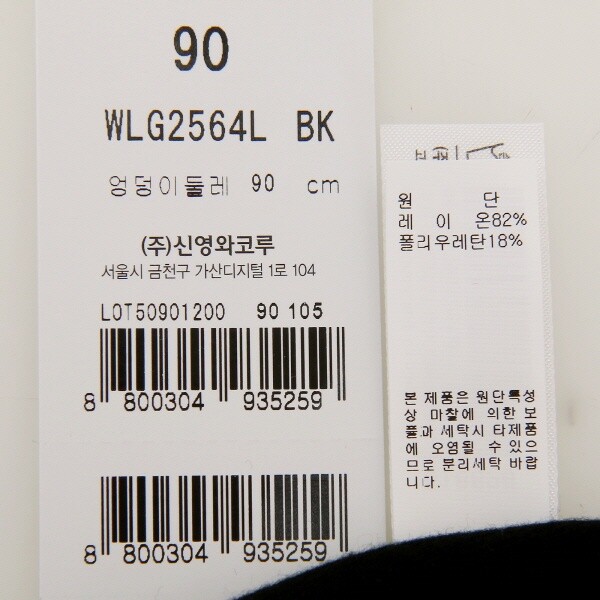 90
WLG2564L BK
엉덩이둘레 90 cm
(주)신영와코루
서울시 금천구 가산디지털 1로 104
LOT50901200 90 105
8 800304 935259
8 800304 935259
원 단
레 이 온82%
폴리우레탄18%
본 제품은 원단특성
상 마찰에 의한 보
풀과 세탁시 타제품
에 오염될 수 있으
므로 분리세탁 바랍
니다.